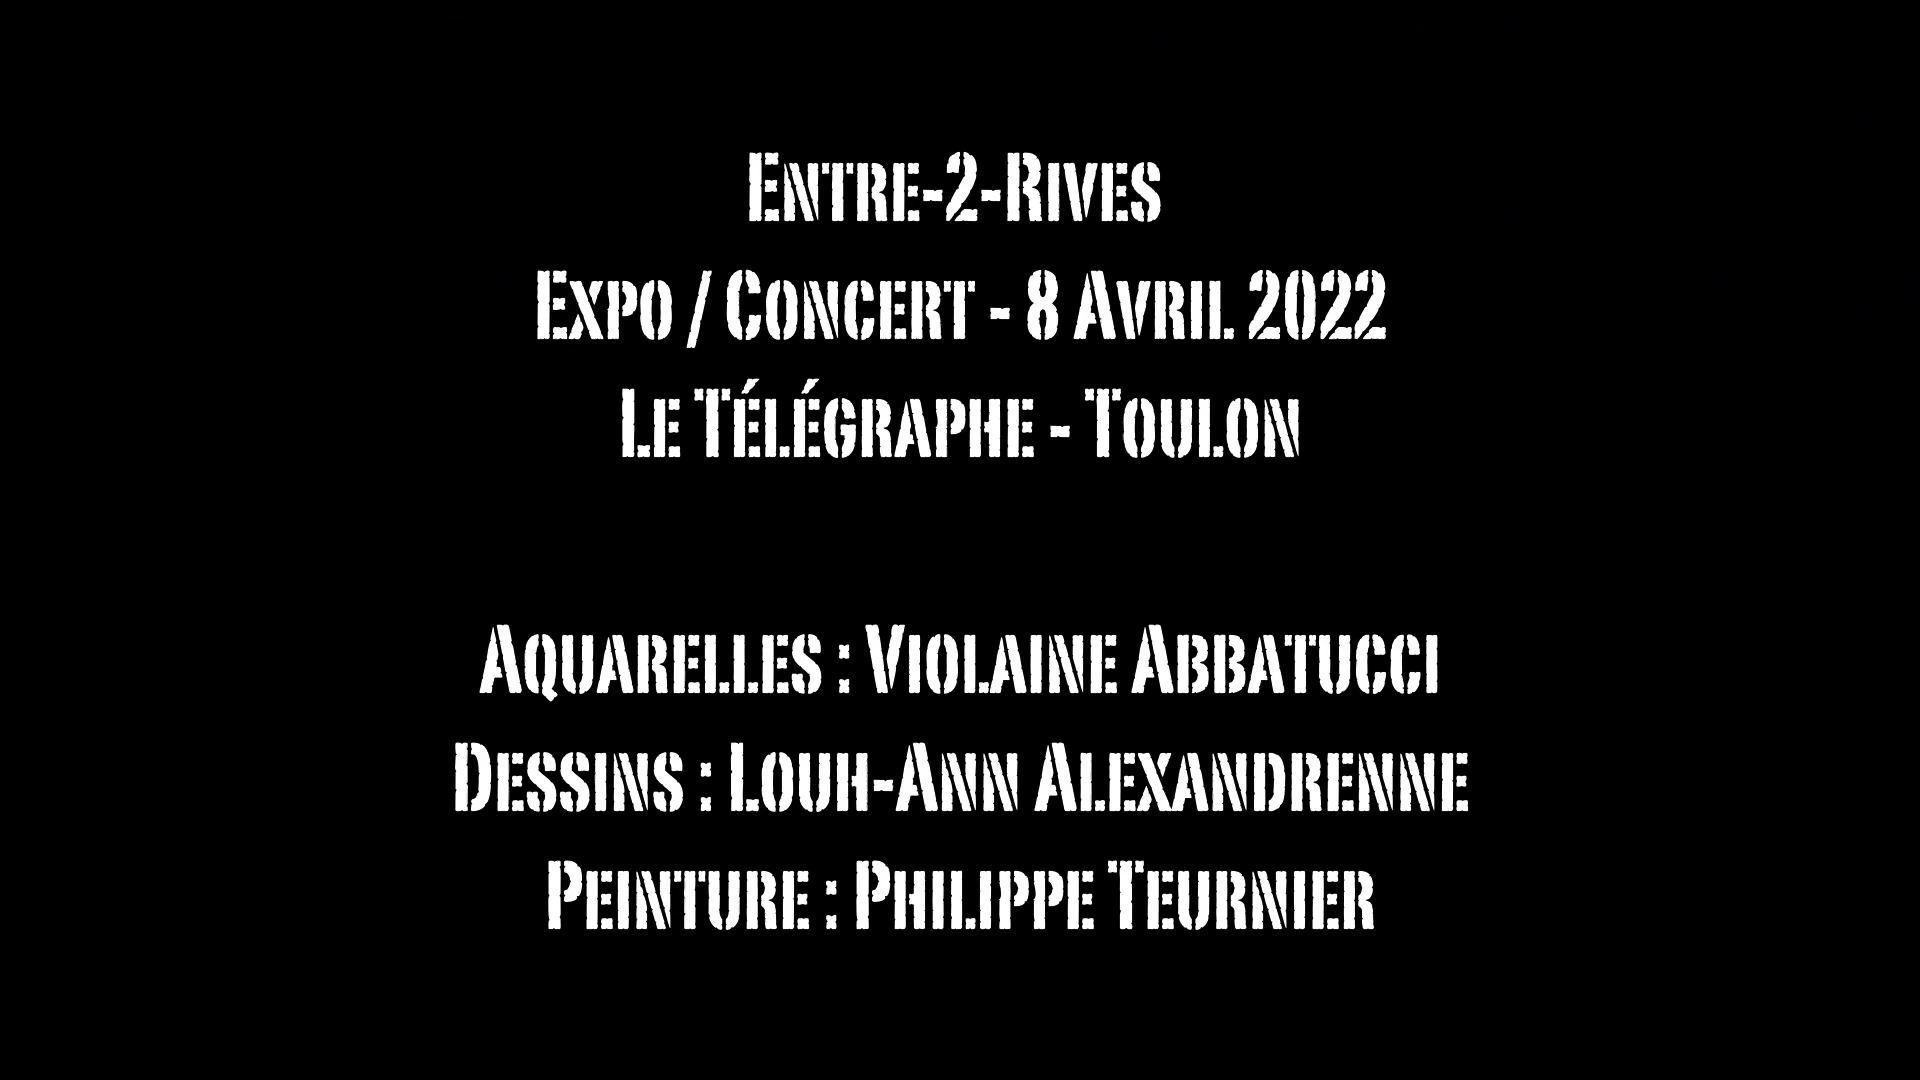 Entre-2-Rives
Expo / Concert - 8 Avril 2022
Le Télégraphe - Toulon
Aquarelles : Violaine Abbatucci
Dessins : Louh-Ann Alexandrenne
Peinture : Philippe Teurnier